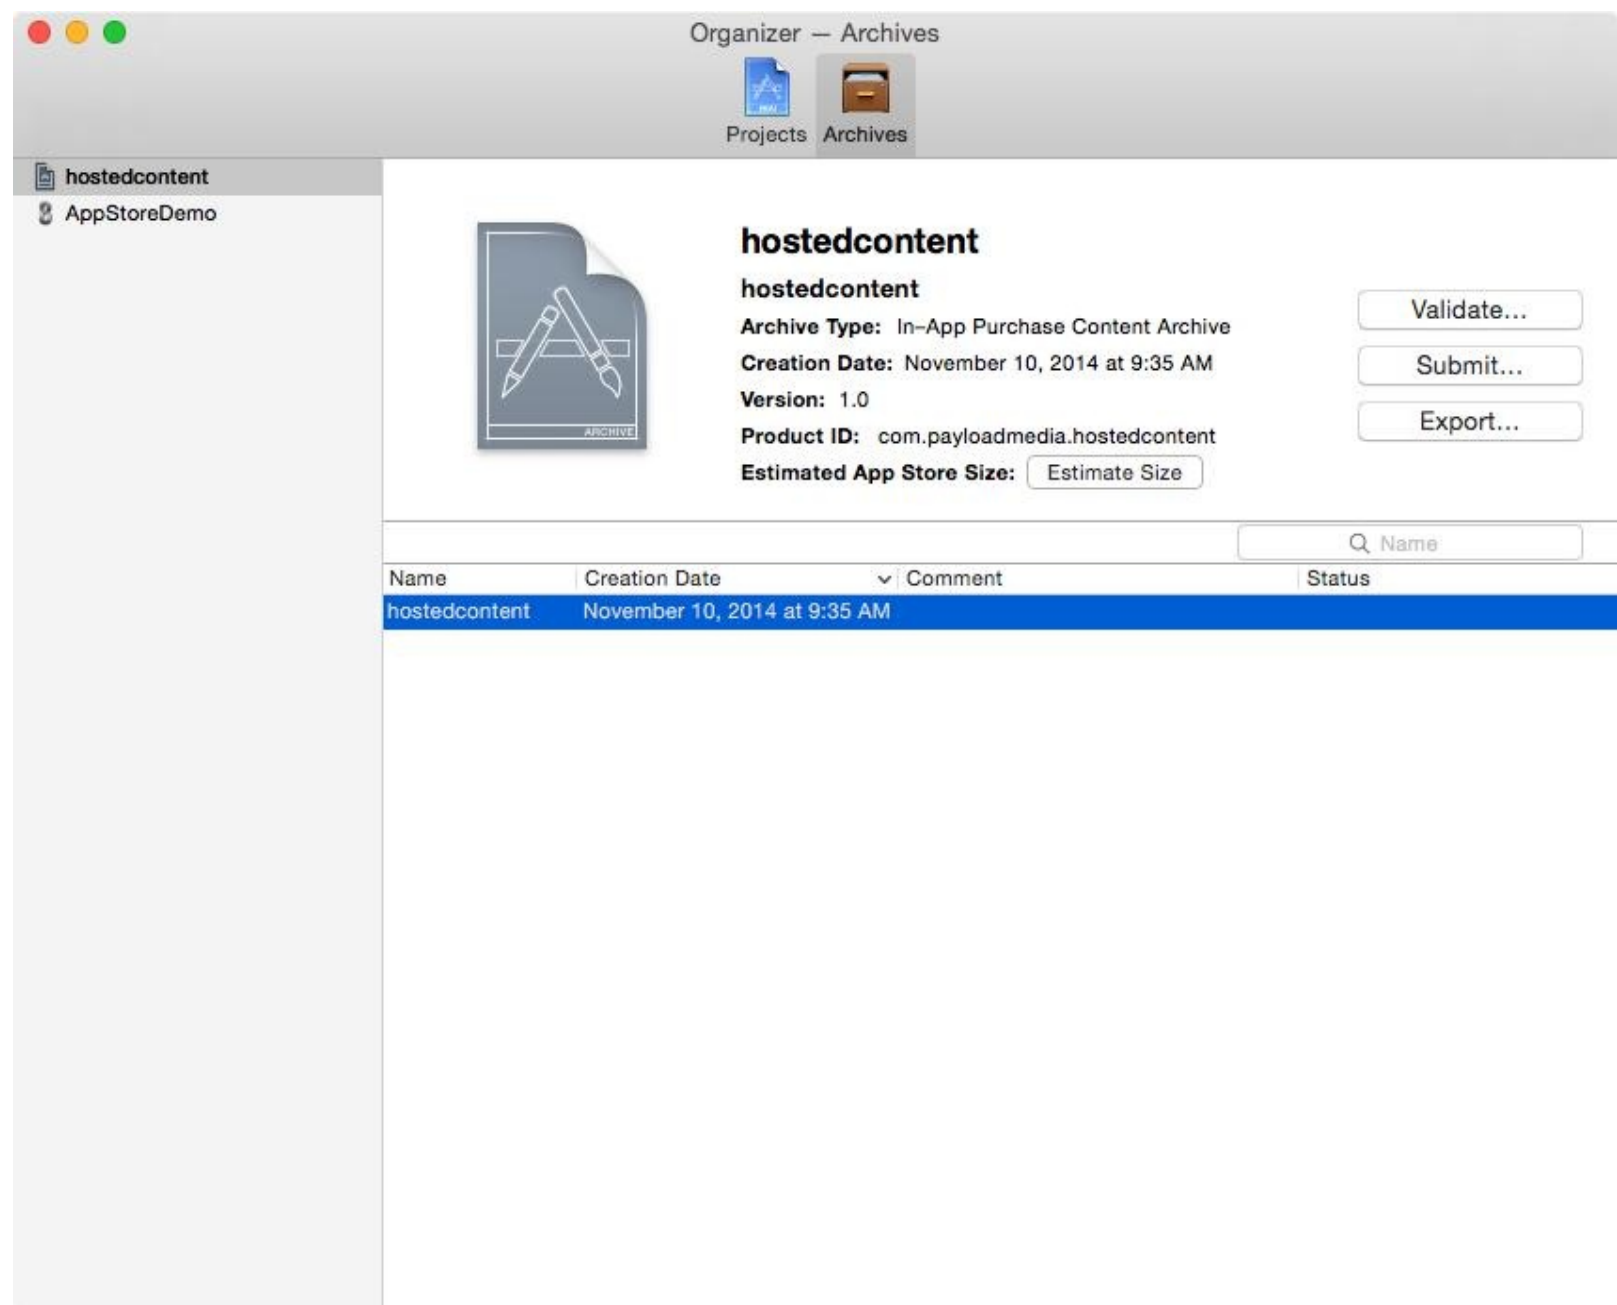 Organizer — Archives
Projects Archives
hostedcontent
AppStoreDemo
ARCHIVE
hostedcontent
hostedcontent
Archive Type: In-App Purchase Content Archive
Creation Date: November 10, 2014 at 9:35 AM
Version: 1.0
Product ID: com.payloadmedia.hostedcontent
Estimated App Store Size: Estimate Size
Validate...
Submit...
Export...
Name
Name Creation Date Comment Status
hostedcontent November 10, 2014 at 9:35 AM